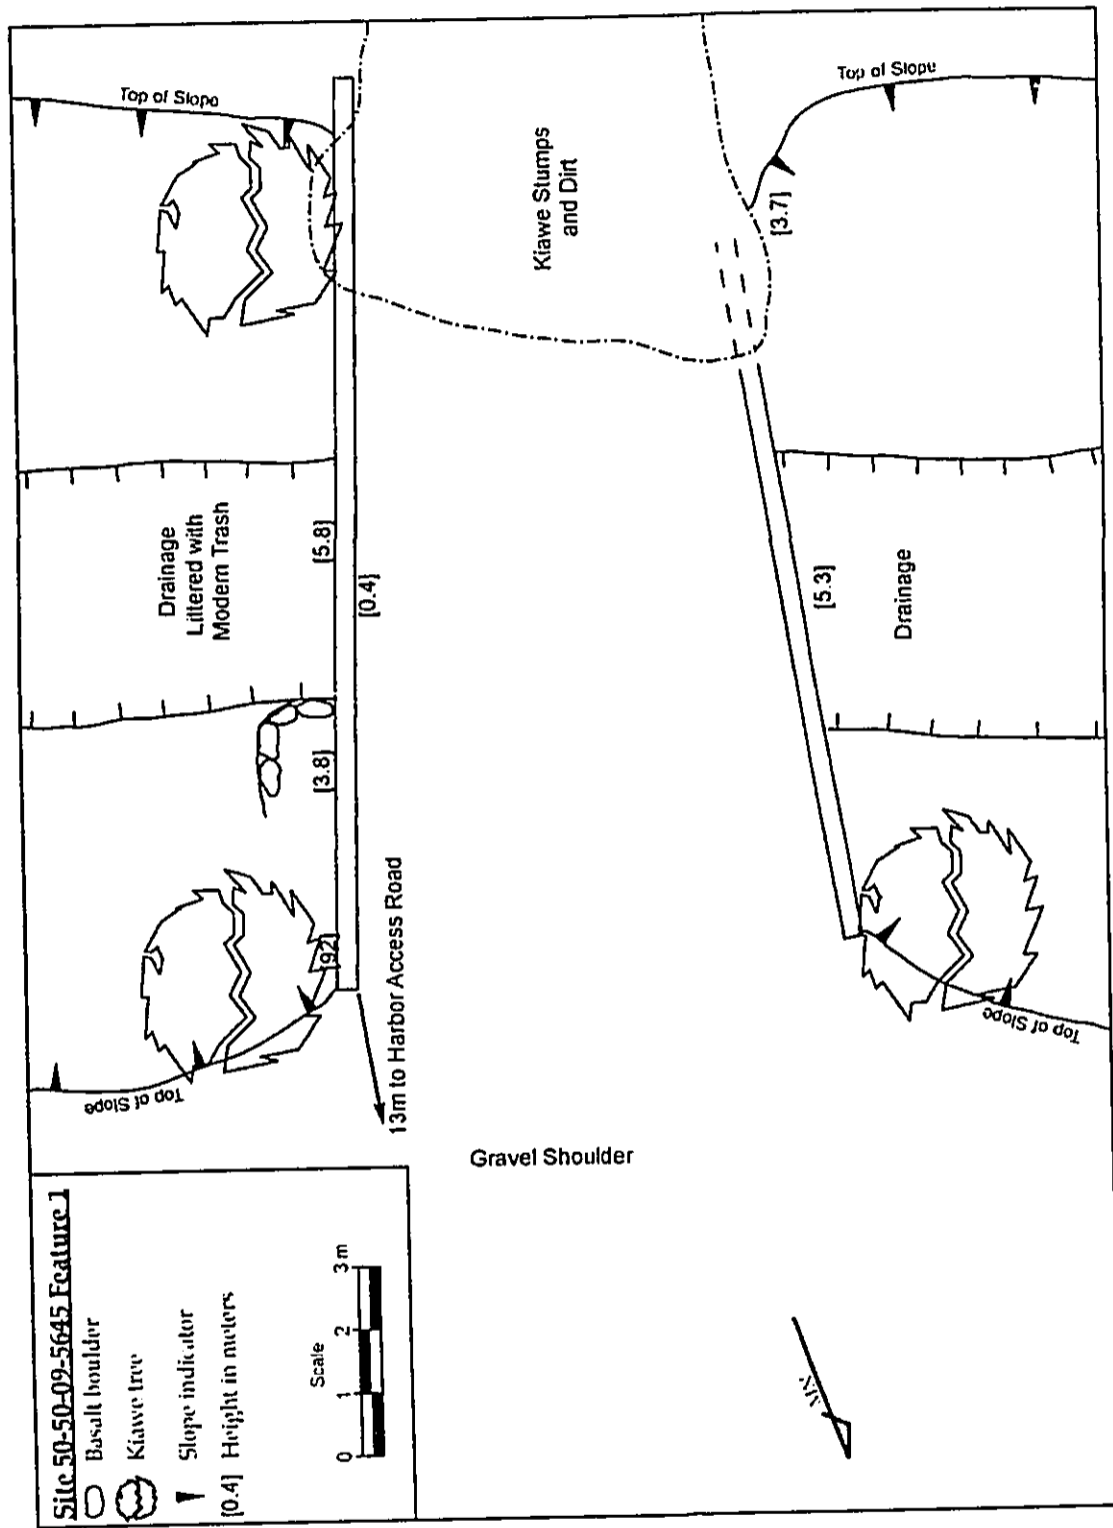 Site 50-50-09-5645 Feature 1
Basalt boulder
Kiawe tree
Slope indicator
[0.4] Height in meters
Scale
0 1 2 3 m
Top of Slope
Top of Slope
Drainage
Littered with
Modern Trash
Kiawe Stumps
and Dirt
[3.7]
[5.8]
[0.4]
[3.8]
[92]
[5.3]
Drainage
Top of Slope
Top of Slope
13m to Harbor Access Road
Gravel Shoulder
MN